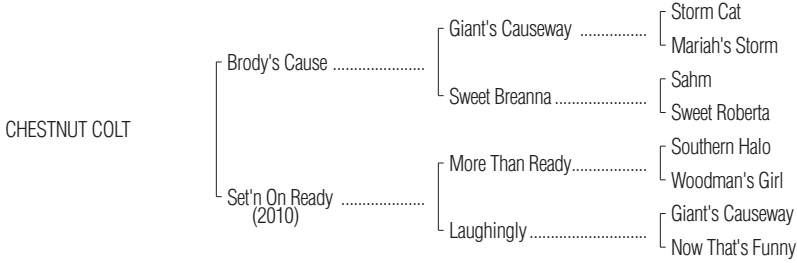 Storm Cat
Giant's Causeway ................
Mariah's Storm
Brody's Cause ......................
Sahm
Sweet Breanna ......................
Sweet Roberta
CHESTNUT COLT
Southern Halo
More Than Ready..................
Woodman's Girl
Set'n On Ready ....................
(2010)
Giant's Causeway
Laughingly ............................
Now That's Funny